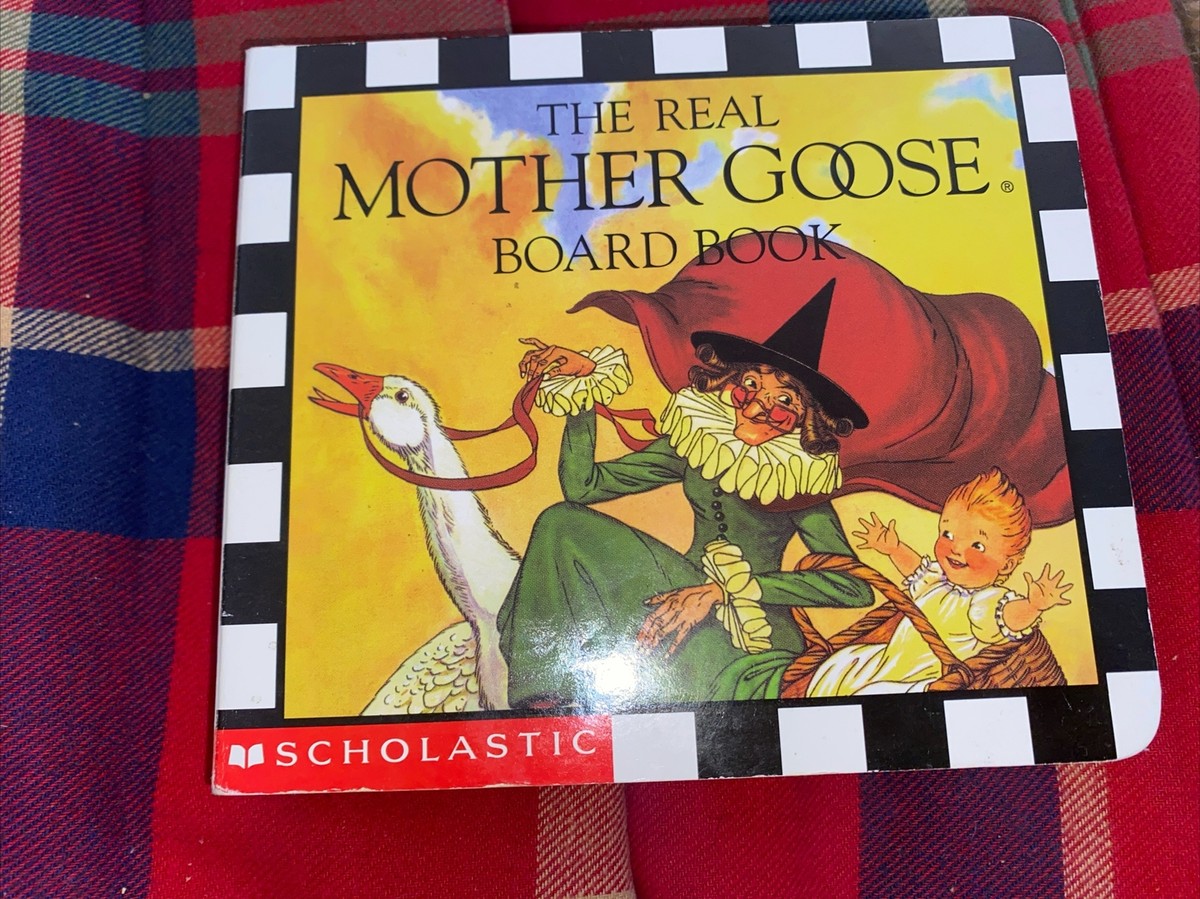 THE REAL
MOTHER GOOSE®
BOARD BOOK
SCHOLASTIC